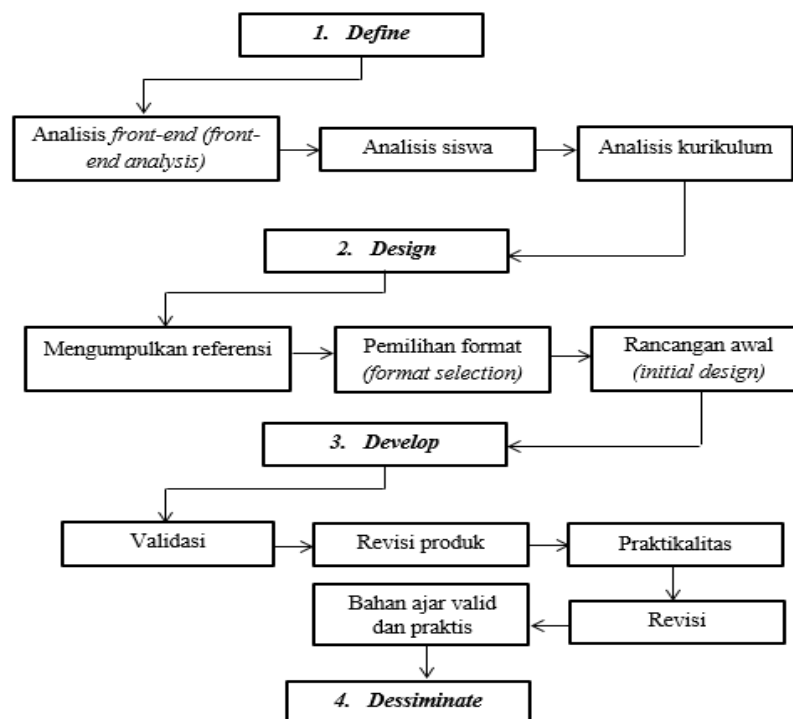 1. Define
Analisis front-end (front-
end analysis)
Analisis siswa
Analisis kurikulum
2. Design
Mengumpulkan referensi
Pemilihan format
(format selection)
Rancangan awal
(initial design)
3. Develop
Validasi
Revisi produk
Praktikalitas
Bahan ajar valid
dan praktis
Revisi
4. Dessiminate